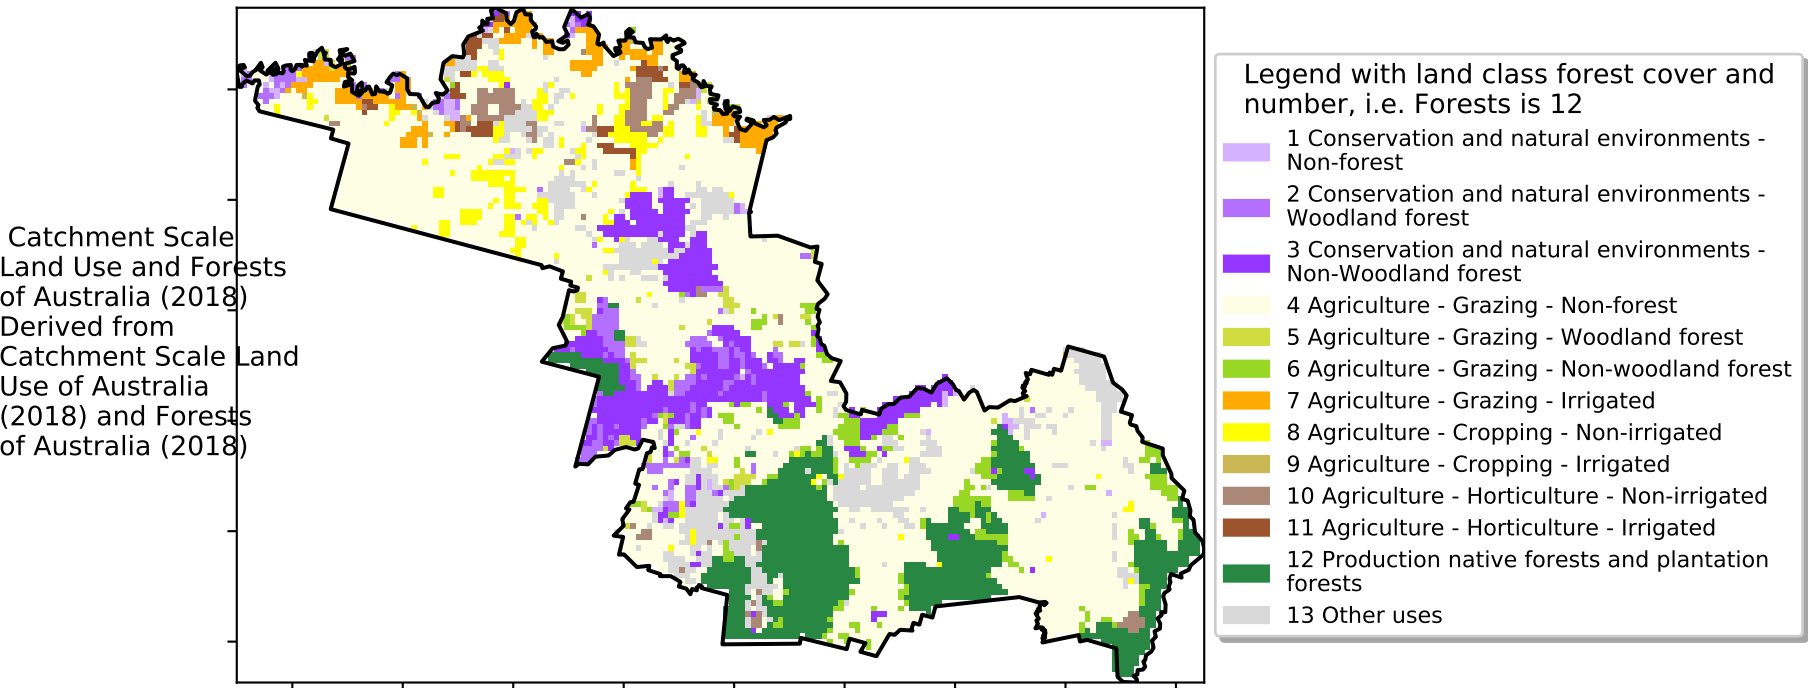 Catchment Scale
Land Use and Forests
of Australia (2018)
Derived from
Catchment Scale Land
Use of Australia
(2018) and Forests
of Australia (2018)
Legend with land class forest cover and
number, i.e. Forests is 12
1 Conservation and natural environments -
Non-forest
2 Conservation and natural environments -
Woodland forest
3 Conservation and natural environments -
Non-Woodland forest
4 Agriculture - Grazing - Non-forest
5 Agriculture - Grazing - Woodland forest
6 Agriculture - Grazing - Non-woodland forest
7 Agriculture - Grazing - Irrigated
8 Agriculture - Cropping - Non-irrigated
9 Agriculture - Cropping - Irrigated
10 Agriculture - Horticulture - Non-irrigated
11 Agriculture - Horticulture - Irrigated
12 Production native forests and plantation
forests
13 Other uses